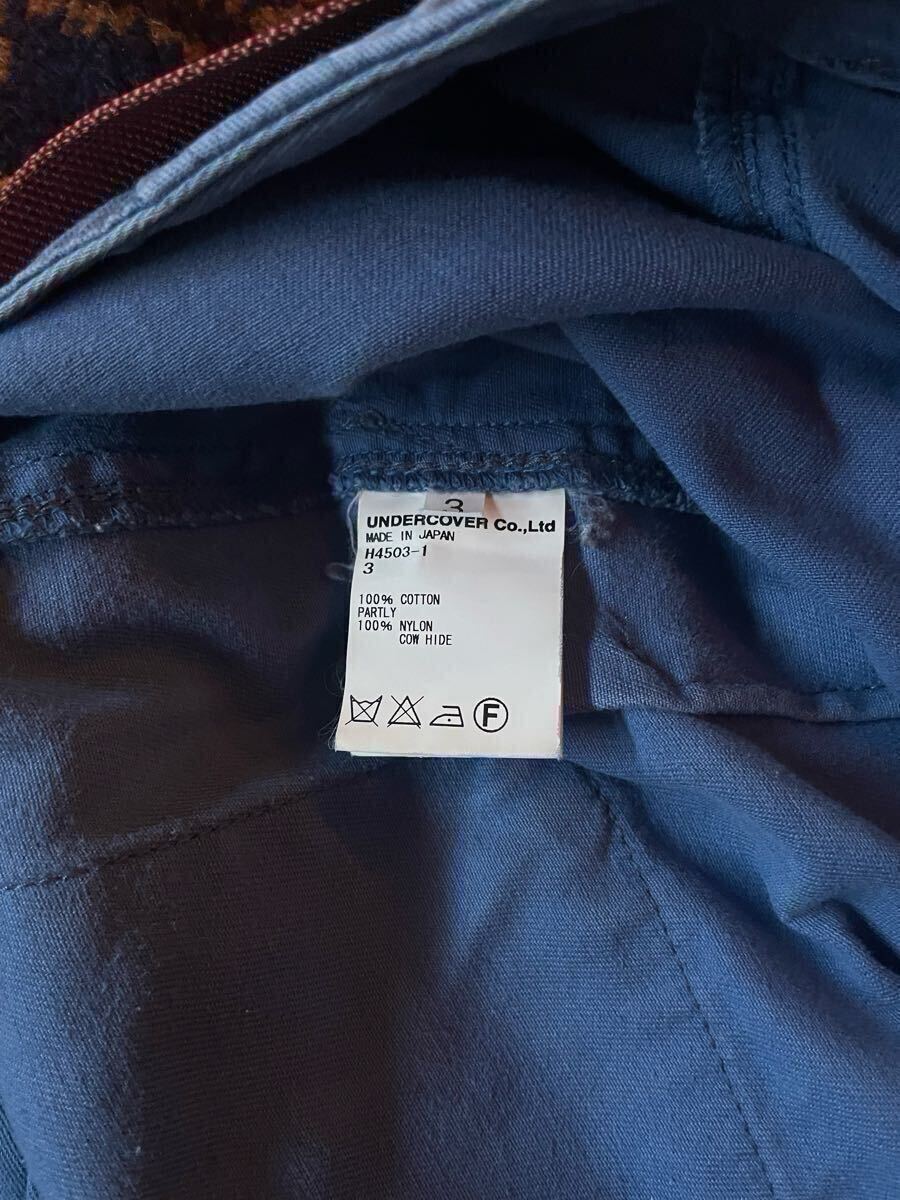 3
UNDERCOVER Co.,Ltd
MADE IN JAPAN
H4503-1
3
100% COTTON
PARTLY
100% NYLON
COW HIDE
F